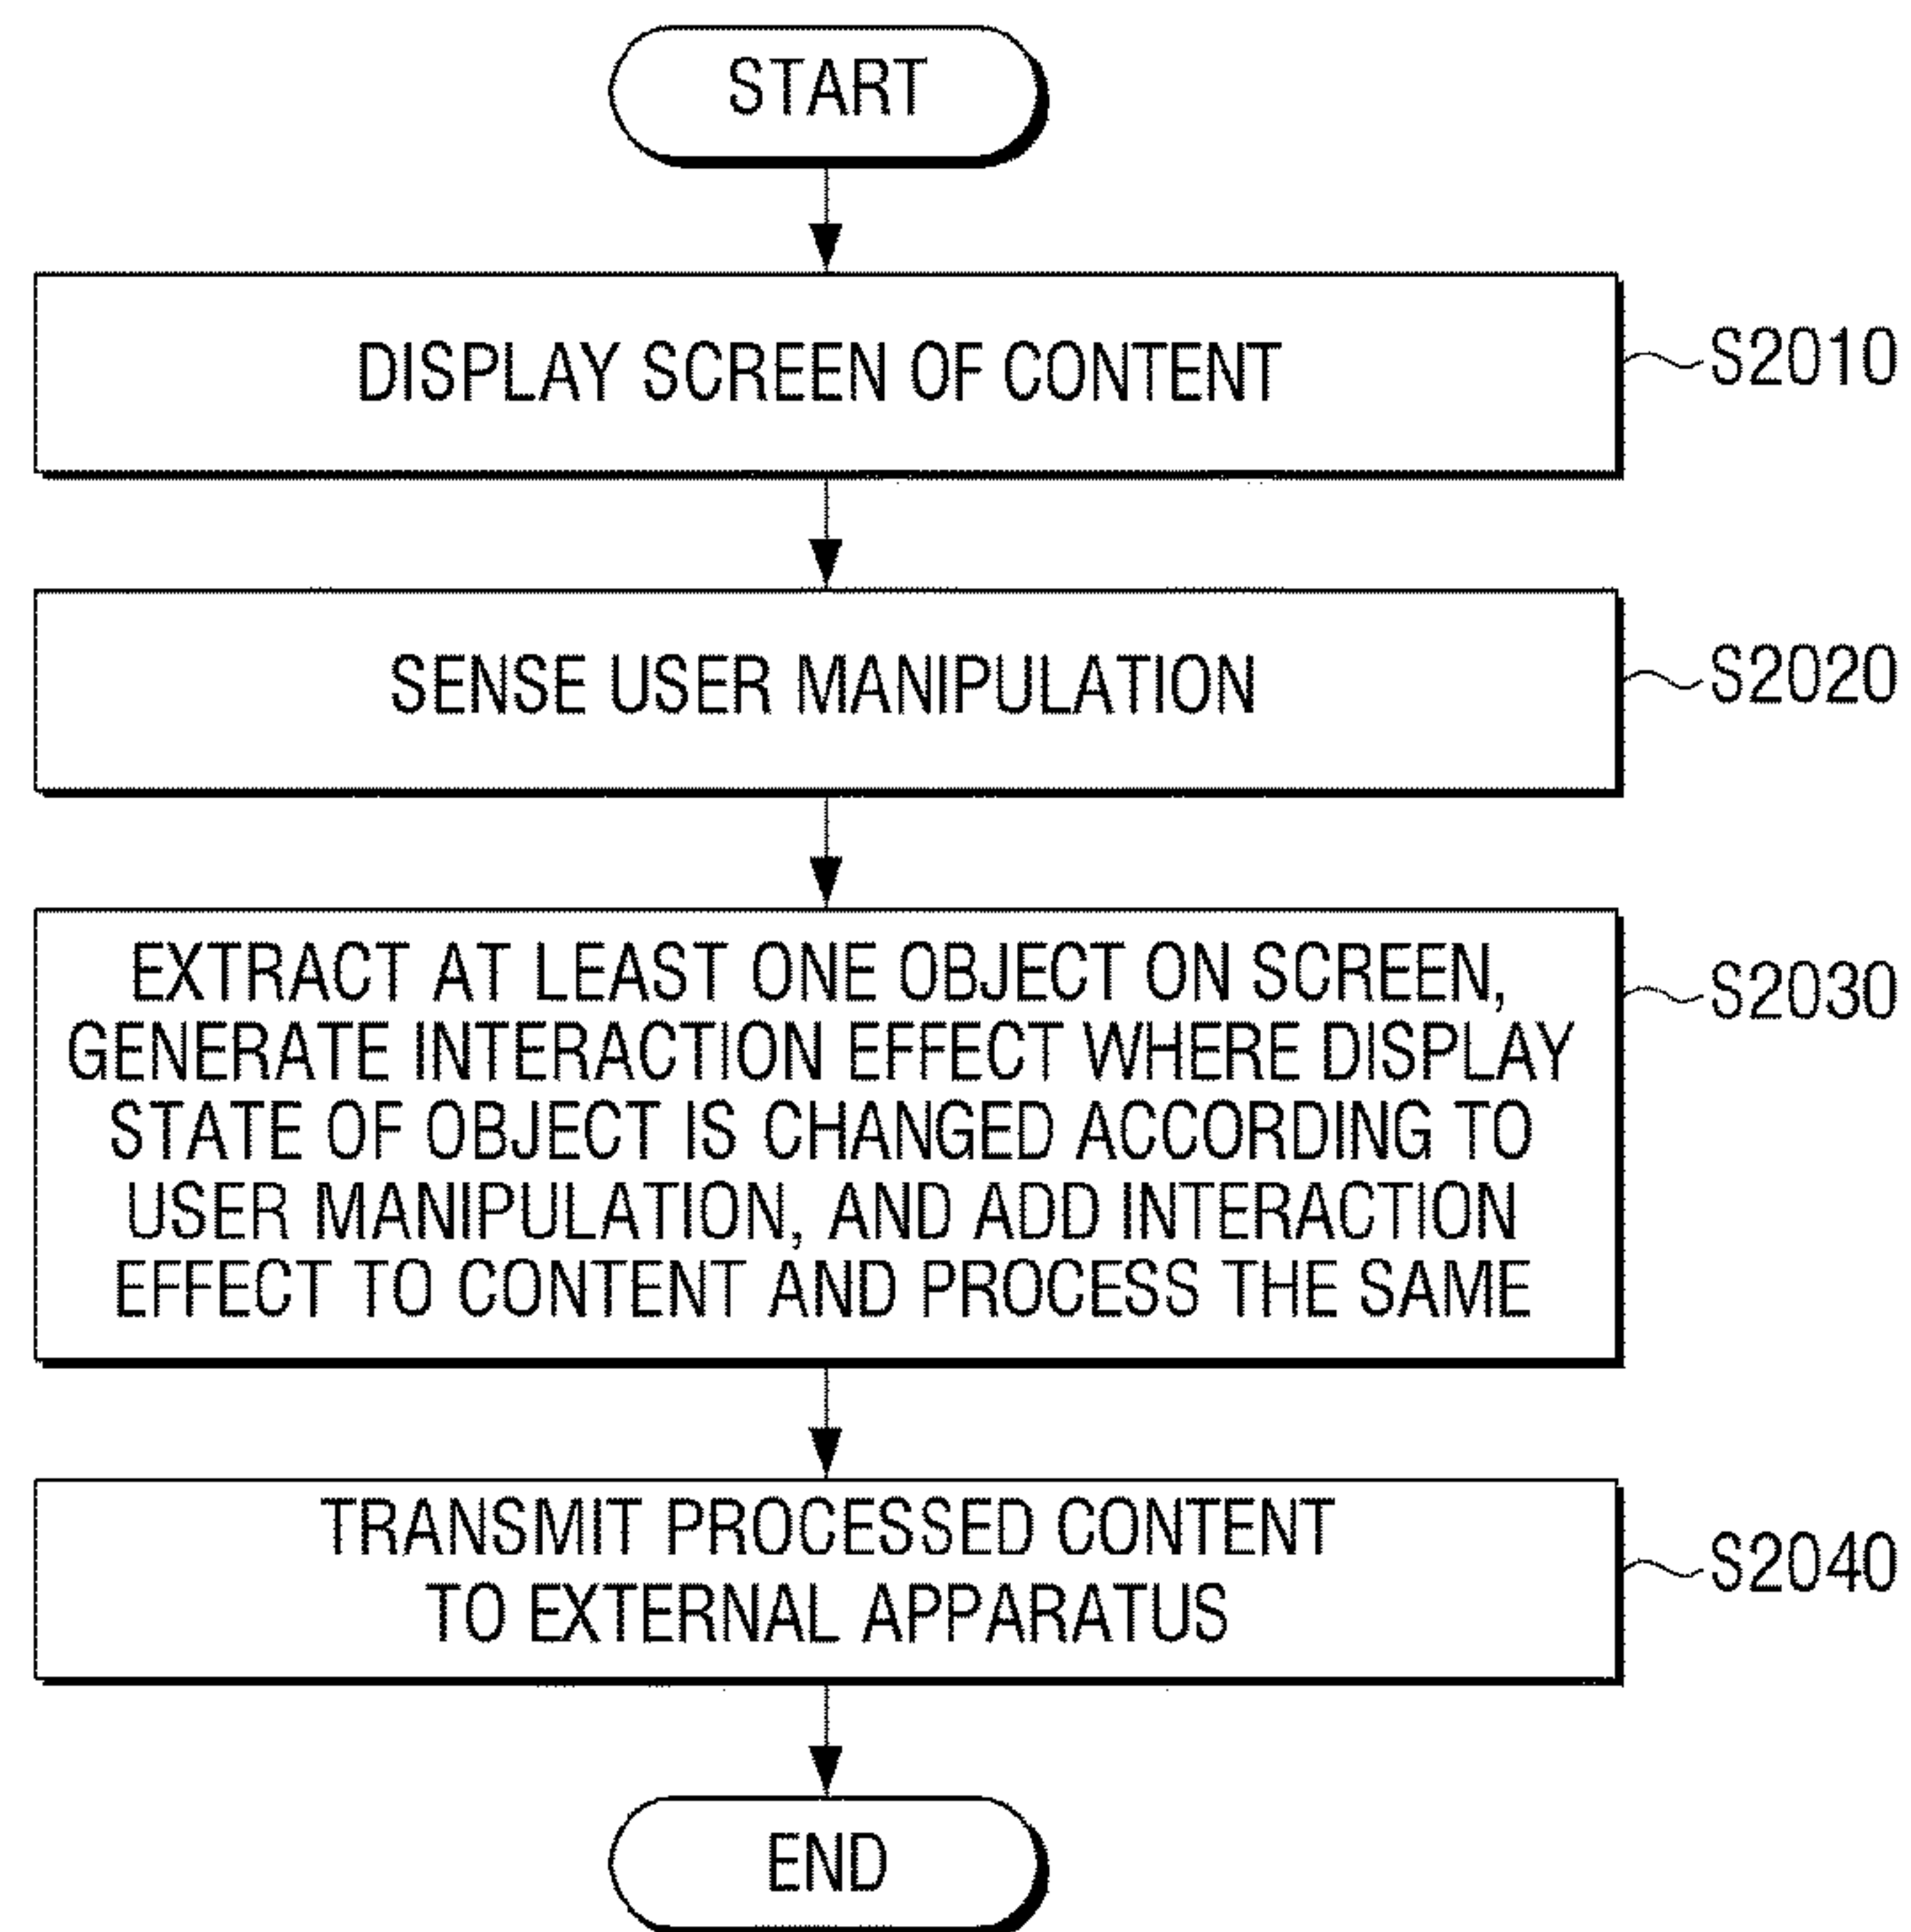 START
DISPLAY SCREEN OF CONTENT
S2010
SENSE USER MANIPULATION
S2020
EXTRACT AT LEAST ONE OBJECT ON SCREEN,
GENERATE INTERACTION EFFECT WHERE DISPLAY
STATE OF OBJECT IS CHANGED ACCORDING TO
USER MANIPULATION, AND ADD INTERACTION
EFFECT TO CONTENT AND PROCESS THE SAME
S2030
TRANSMIT PROCESSED CONTENT
TO EXTERNAL APPARATUS
S2040
END